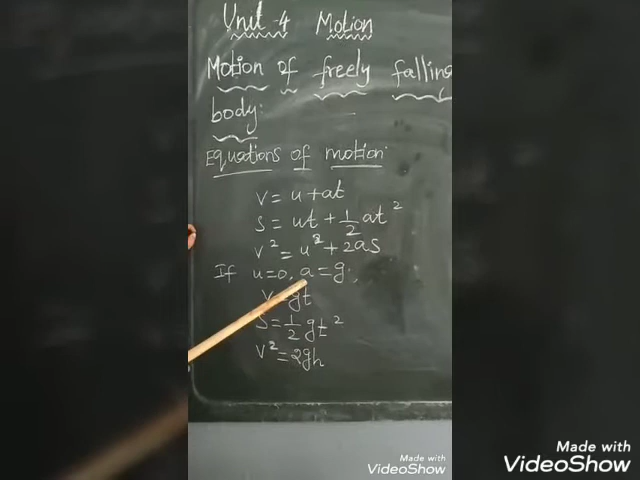 Unit-4 Motion
Motion of freely falling
body:
Equations of motion:
v = u+at
s = ut + 1/2 at²
v² = u² + 2as
If u=0, a=g,
v=gt
s = 1/2 gt²
v² = 2gh
Made with
VideoShow
Made with
VideoShow